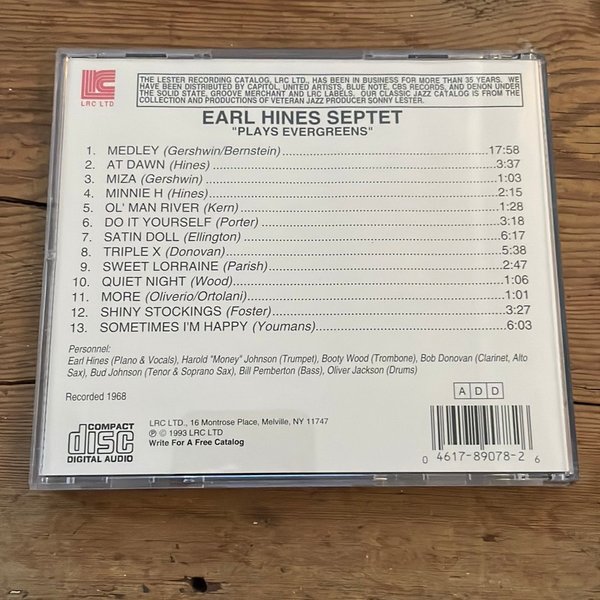 LRC LTD
THE LESTER RECORDING CATALOG, LRC LTD., HAS BEEN IN BUSINESS FOR MORE THAN 35 YEARS. WE
HAVE BEEN DISTRIBUTED BY CAPITOL, UNITED ARTISTS, BLUE NOTE, CBS RECORDS, AND DENON UNDER
THE SOLID STATE, GROOVE MERCHANT AND LRC LABELS. OUR CLASSIC JAZZ CATALOG IS FROM THE
COLLECTION AND PRODUCTIONS OF VETERAN JAZZ PRODUCER SONNY LESTER.
EARL HINES SEPTET
"PLAYS EVERGREENS"
1. MEDLEY (Gershwin/Bernstein) 17:58
2. AT DAWN (Hines) 3:37
3. MIZA (Gershwin) 1:03
4. MINNIE H (Hines) 2:15
5. OL' MAN RIVER (Kern) 1:28
6. DO IT YOURSELF (Porter) 3:18
7. SATIN DOLL (Ellington) 6:17
8. TRIPLE X (Donovan) 5:38
9. SWEET LORRAINE (Parish) 2:47
10. QUIET NIGHT (Wood) 1:06
11. MORE (Oliverio/Ortolani) 1:01
12. SHINY STOCKINGS (Foster) 3:27
13. SOMETIMES I'M HAPPY (Youmans) 6:03
Personnel:
Earl Hines (Piano & Vocals), Harold "Money" Johnson (Trumpet), Booty Wood (Trombone), Bob Donovan (Clarinet, Alto
Sax), Bud Johnson (Tenor & Soprano Sax), Bill Pemberton (Bass), Oliver Jackson (Drums)
Recorded 1968
A D D
COMPACT
disc
DIGITAL AUDIO
LRC LTD., 16 Montrose Place, Melville, NY 11747
℗ © 1993 LRC LTD
Write For A Free Catalog
0 4617-89078-2 6